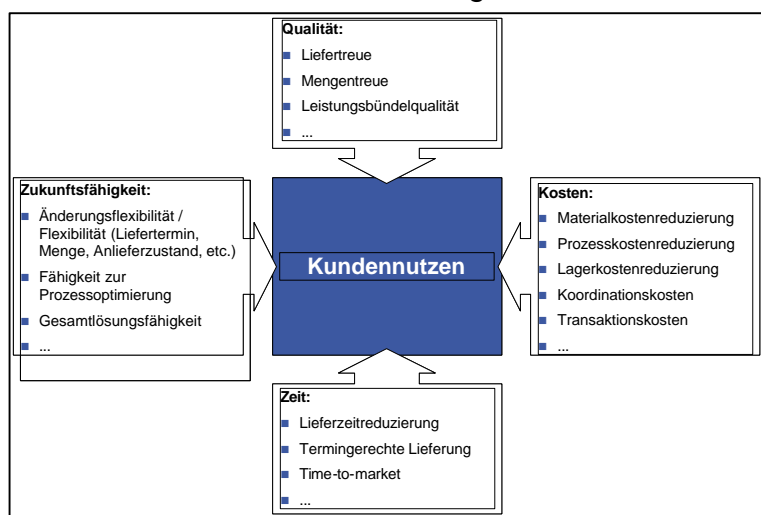 Qualität:
Liefertreue
Mengentreue
Leistungsbündelqualität
...
Zukunftsfähigkeit:
Änderungsflexibilität /
Flexibilität (Liefertermin,
Menge, Anlieferzustand, etc.)
Fähigkeit zur
Prozessoptimierung
Gesamtlösungsfähigkeit
...
Kundennutzen
Kosten:
Materialkostenreduzierung
Prozesskostenreduzierung
Lagerkostenreduzierung
Koordinationskosten
Transaktionskosten
...
Zeit:
Lieferzeitreduzierung
Termingerechte Lieferung
Time-to-market
...